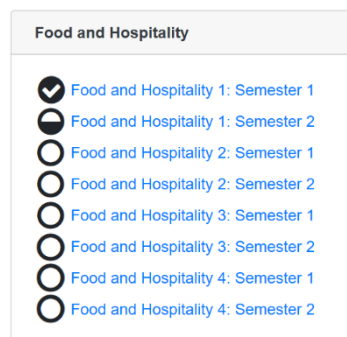 Food and Hospitality
Food and Hospitality 1: Semester 1
Food and Hospitality 1: Semester 2
Food and Hospitality 2: Semester 1
Food and Hospitality 2: Semester 2
Food and Hospitality 3: Semester 1
Food and Hospitality 3: Semester 2
Food and Hospitality 4: Semester 1
Food and Hospitality 4: Semester 2